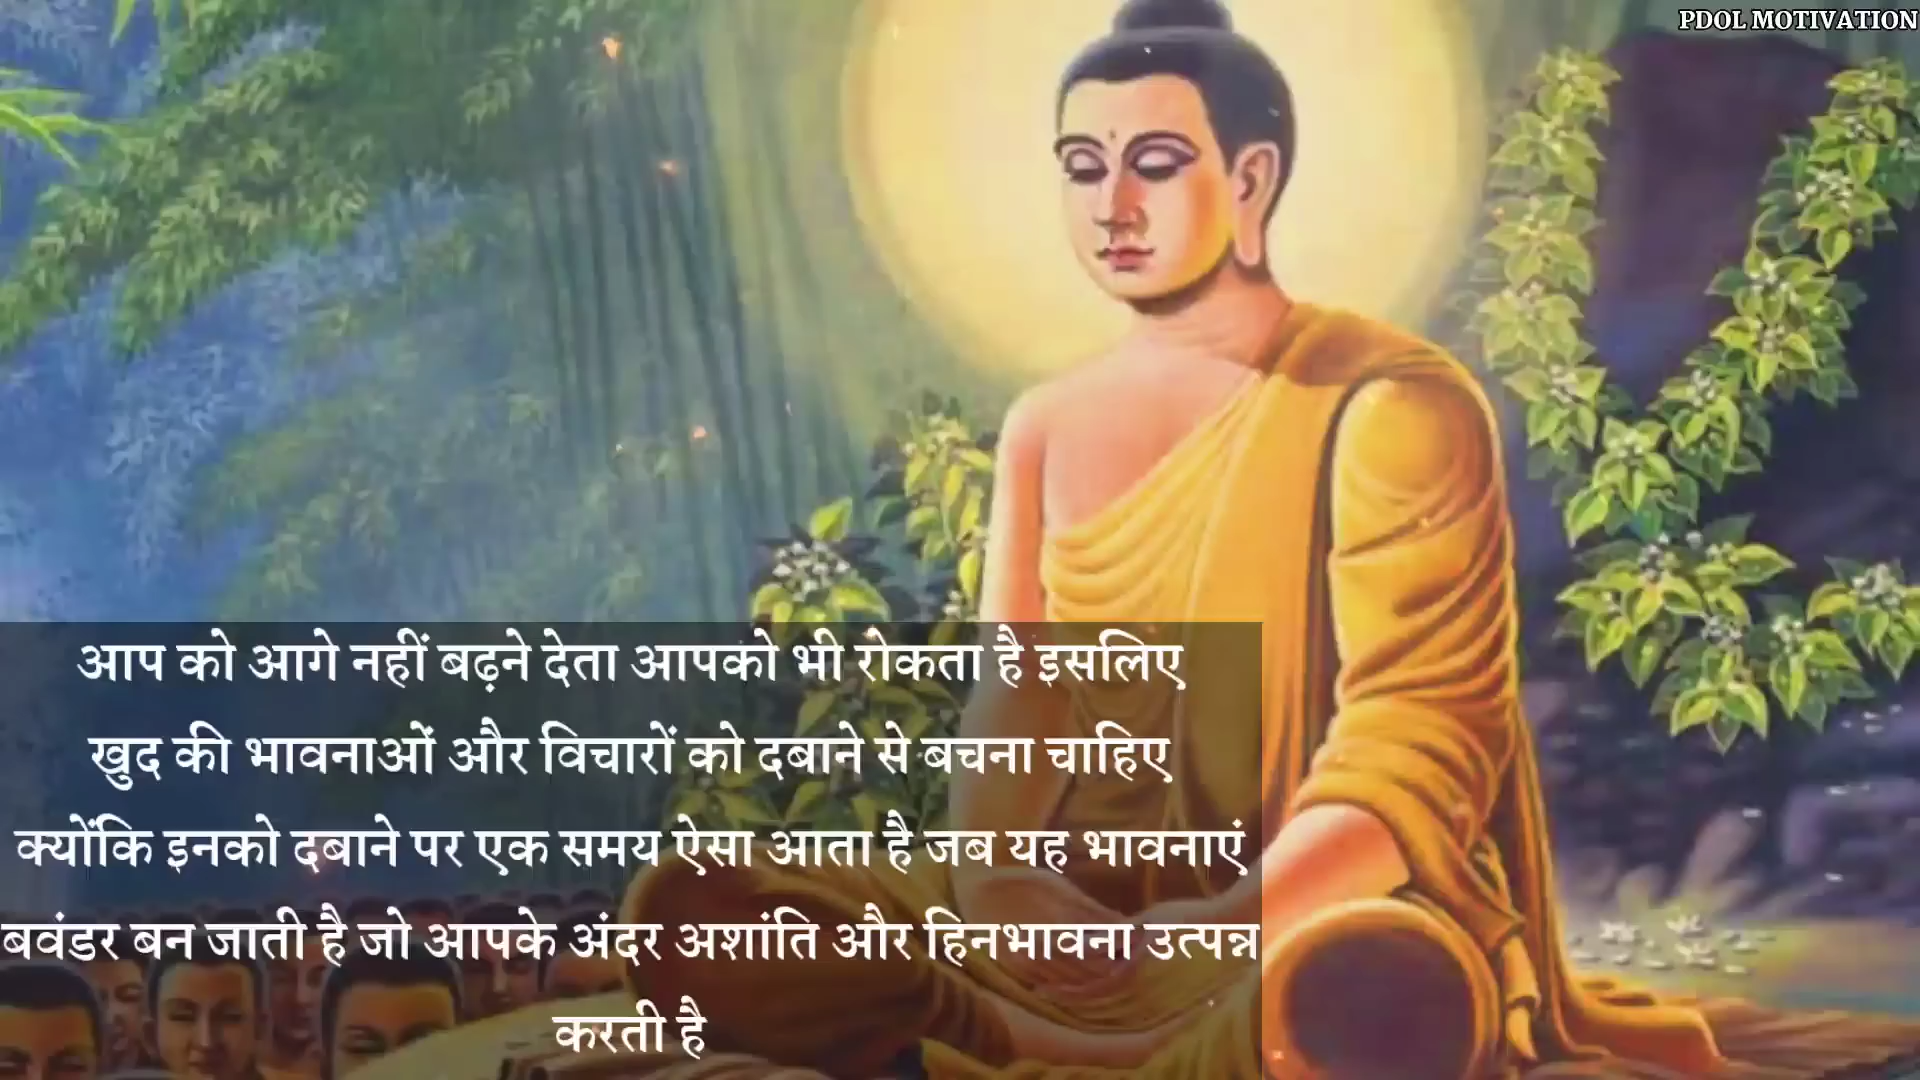 PDOL MOTIVATION
आप को आगे नहीं बढ़ने देता आपको भी रोकता है इसलिए
खुद की भावनाओं और विचारों को दबाने से बचना चाहिए
क्योंकि इनको दबाने पर एक समय ऐसा आता है जब यह भावनाएं
बवंडर बन जाती है जो आपके अंदर अशांति और हिनभावना उत्पन्न
करती है